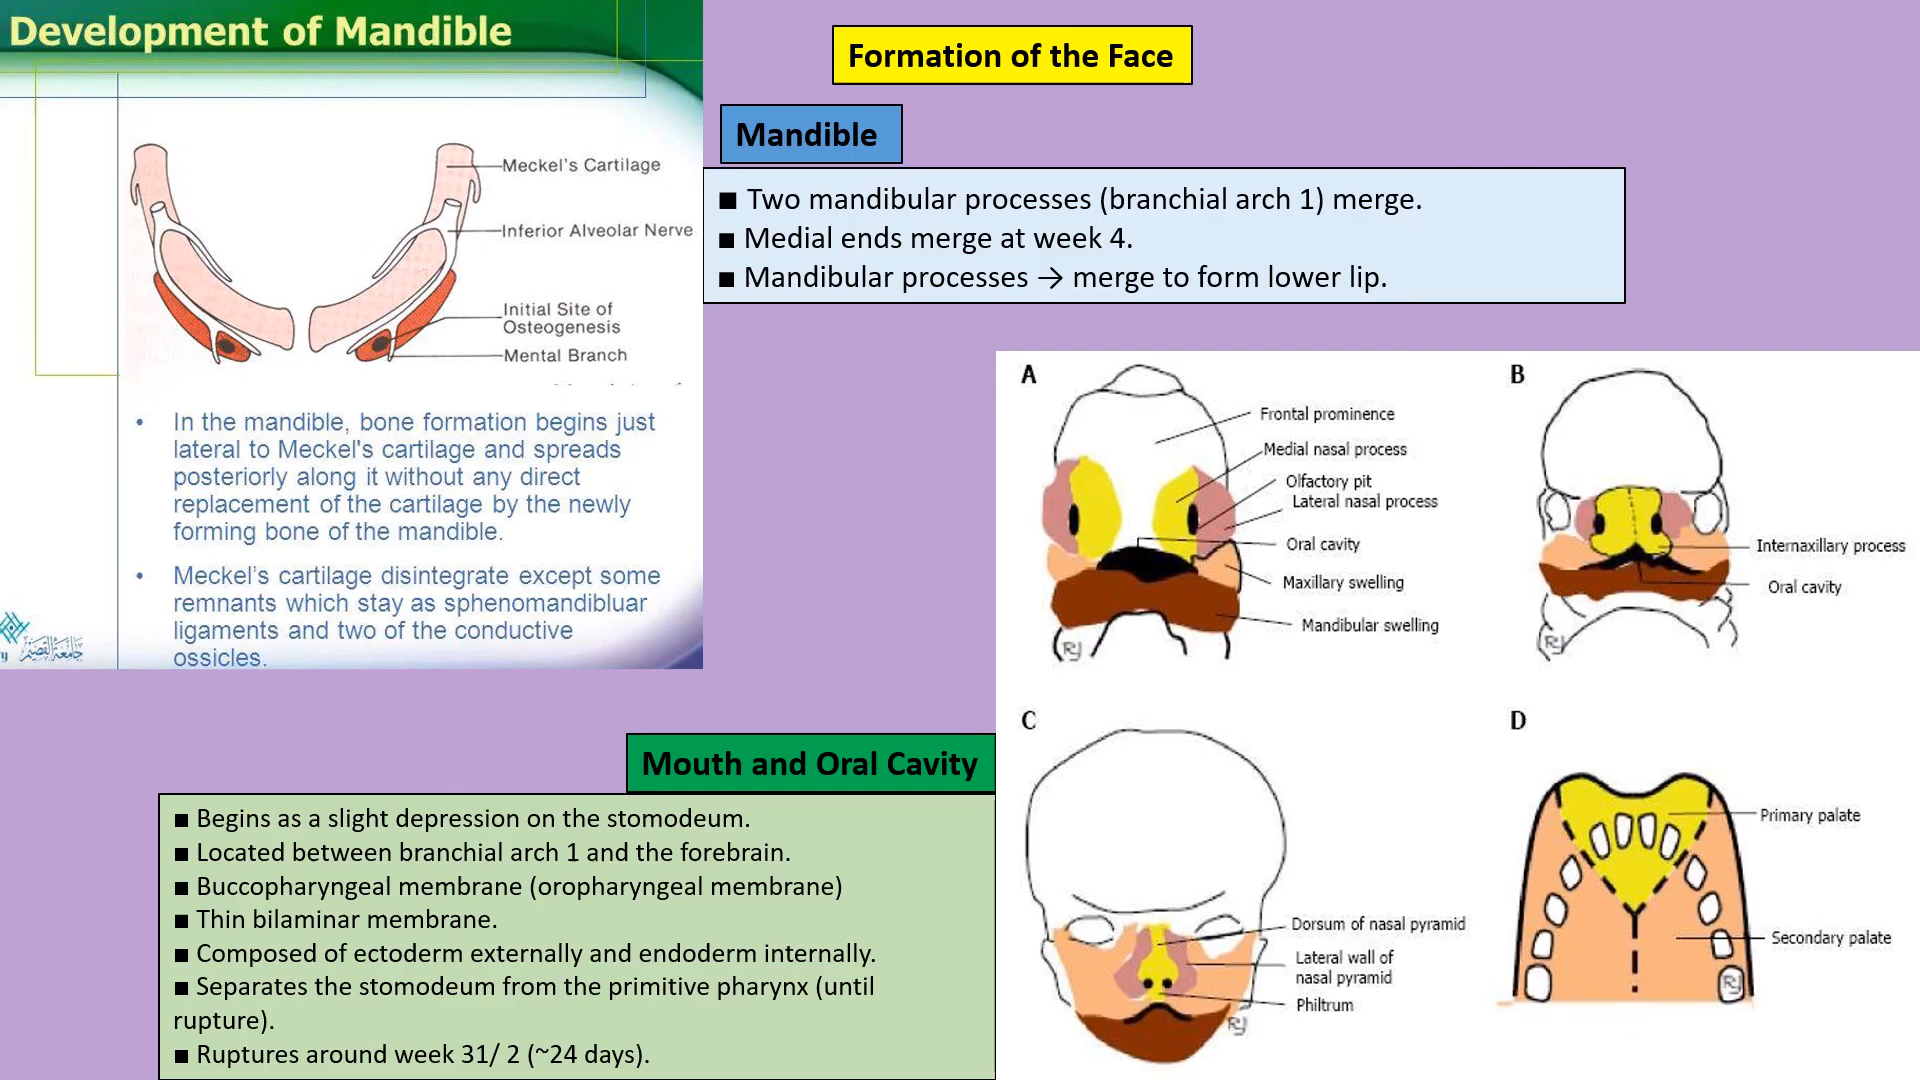 Development of Mandible
Meckel's Cartilage
Inferior Alveolar Nerve
Initial Site of
Osteogenesis
Mental Branch
• In the mandible, bone formation begins just
lateral to Meckel's cartilage and spreads
posteriorly along it without any direct
replacement of the cartilage by the newly
forming bone of the mandible.
• Meckel's cartilage disintegrate except some
remnants which stay as sphenomandibluar
ligaments and two of the conductive
ossicles.
جامعة القصيم
Formation of the Face
Mandible
■ Two mandibular processes (branchial arch 1) merge.
■ Medial ends merge at week 4.
■ Mandibular processes → merge to form lower lip.
A
Frontal prominence
Medial nasal process
Olfactory pit
Lateral nasal process
Oral cavity
Maxillary swelling
Mandibular swelling
RJ
B
Internaxillary process
Oral cavity
RJ
C
Dorsum of nasal pyramid
Lateral wall of
nasal pyramid
Philtrum
RJ
D
Primary palate
Secondary palate
RJ
Mouth and Oral Cavity
■ Begins as a slight depression on the stomodeum.
■ Located between branchial arch 1 and the forebrain.
■ Buccopharyngeal membrane (oropharyngeal membrane)
■ Thin bilaminar membrane.
■ Composed of ectoderm externally and endoderm internally.
■ Separates the stomodeum from the primitive pharynx (until
rupture).
■ Ruptures around week 31/ 2 (~24 days).